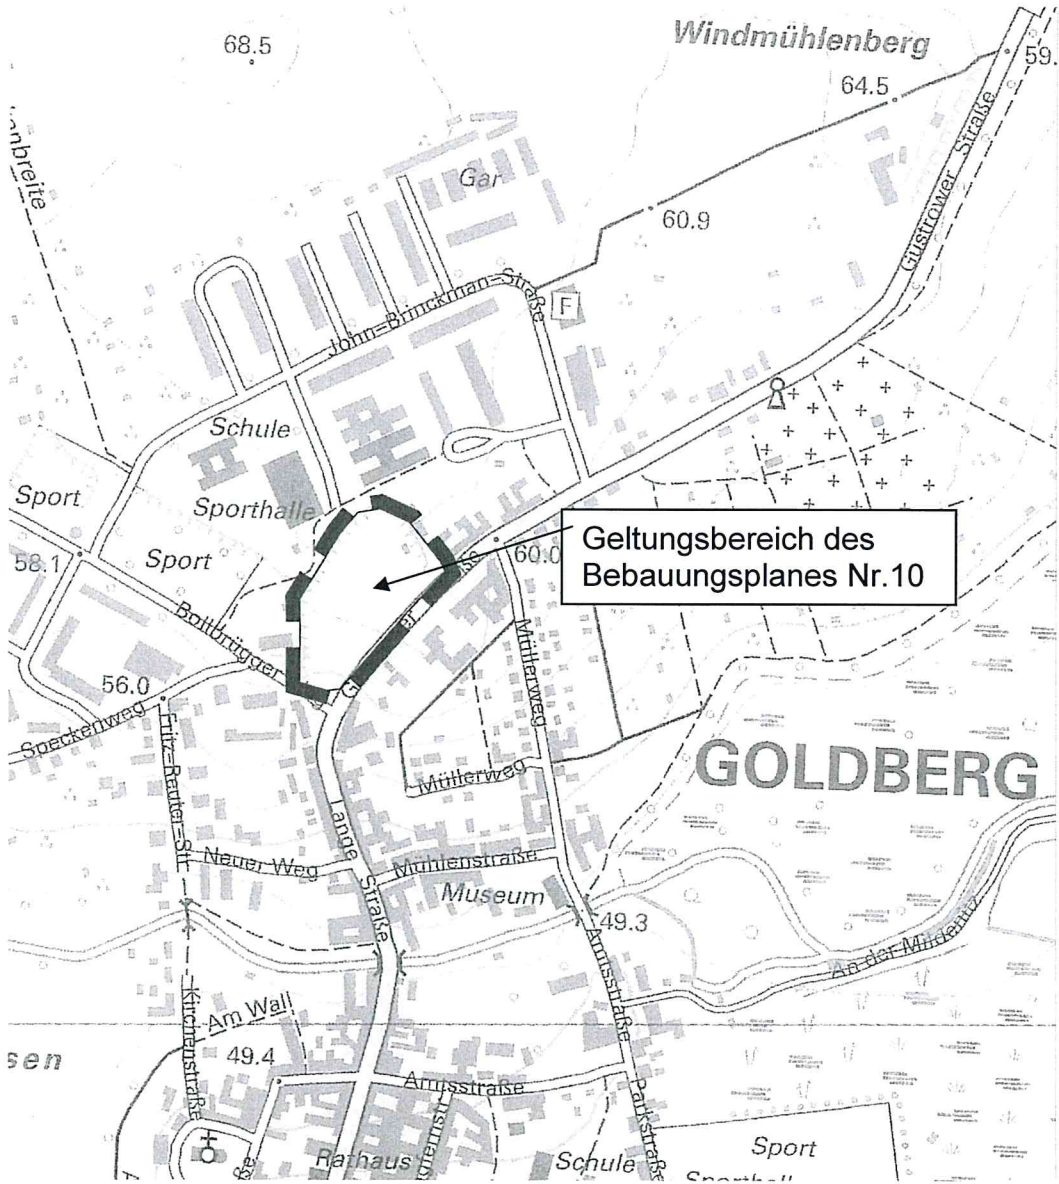 Windmühlenberg
68.5
59.
64.5
enbreite
Güstrower Straße
Gar
60.9
John-Brinckman-Straße
F
Schule
Sport
Sporthalle
58.1
Sport
60.0
Geltungsbereich des
Bebauungsplanes Nr.10
Bollbrügger
Müllerweg
56.0
Speckenweg
Fritz-Reuter-Str
GOLDBERG
Müllerweg
Lange Straße
Neuer Weg
Mühlenstraße
Museum
49.3
An der Mildenitz
Amtsstraße
Kirchenstraße
Am Wall
sen
49.4
Amtsstraße
Parkstraße
Rathaus
Schule
Sport
Sporthall